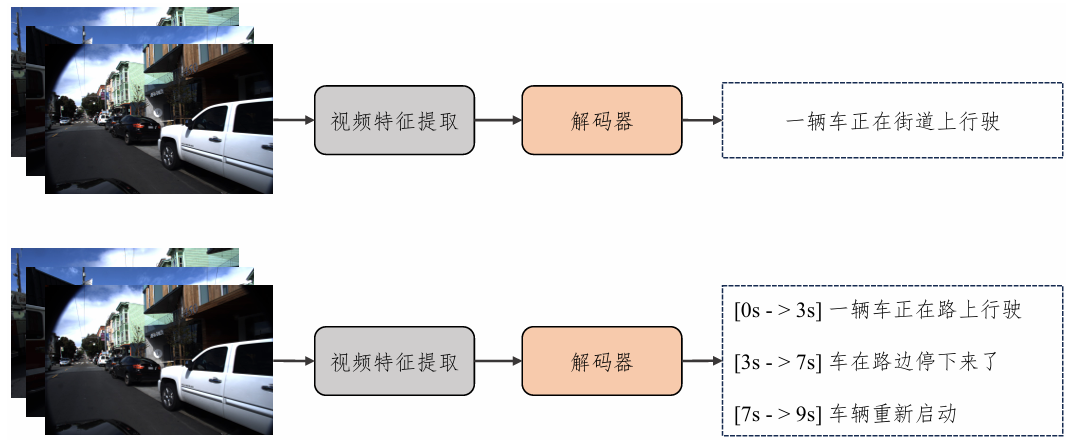 视频特征提取
解码器
一辆车正在街道上行驶
视频特征提取
解码器
[0s - > 3s] 一辆车正在路上行驶
[3s - > 7s] 车在路边停下来了
[7s - > 9s] 车辆重新启动